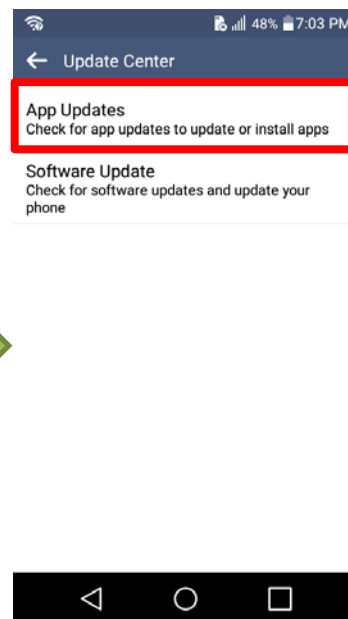 48% 7:03 PM
Update Center
App Updates
Check for app updates to update or install apps
Software Update
Check for software updates and update your
phone